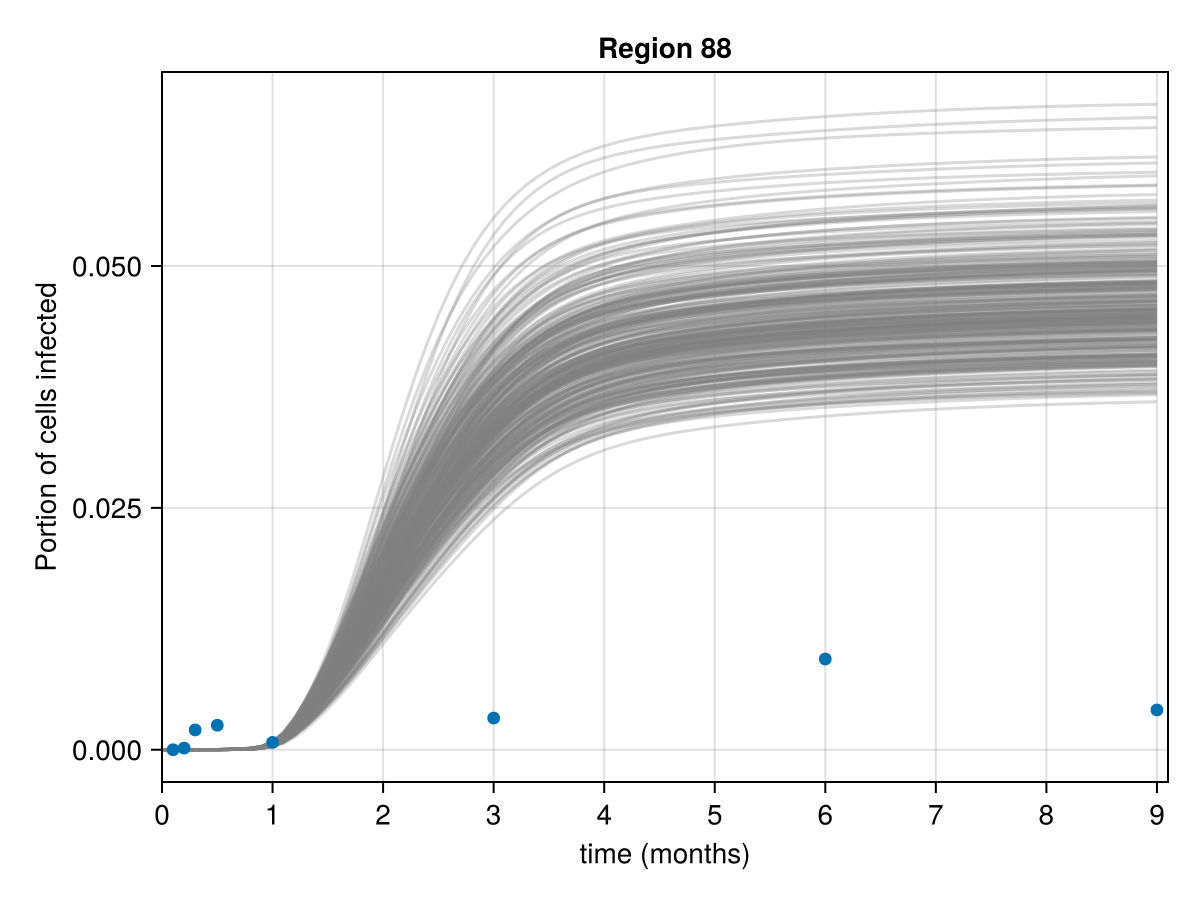 Region 88
Portion of cells infected
0.050
0.025
0.000
0 1 2 3 4 5 6 7 8 9
time (months)